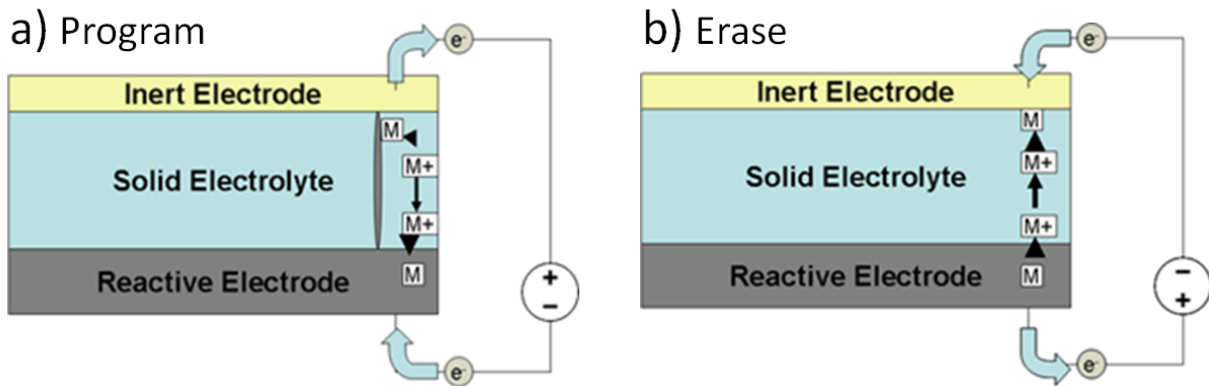 a) Program
e-
Inert Electrode
M
M+
Solid Electrolyte
M+
Reactive Electrode
M
+
−
e-
b) Erase
e-
Inert Electrode
M
M+
Solid Electrolyte
M+
Reactive Electrode
M
−
+
e-